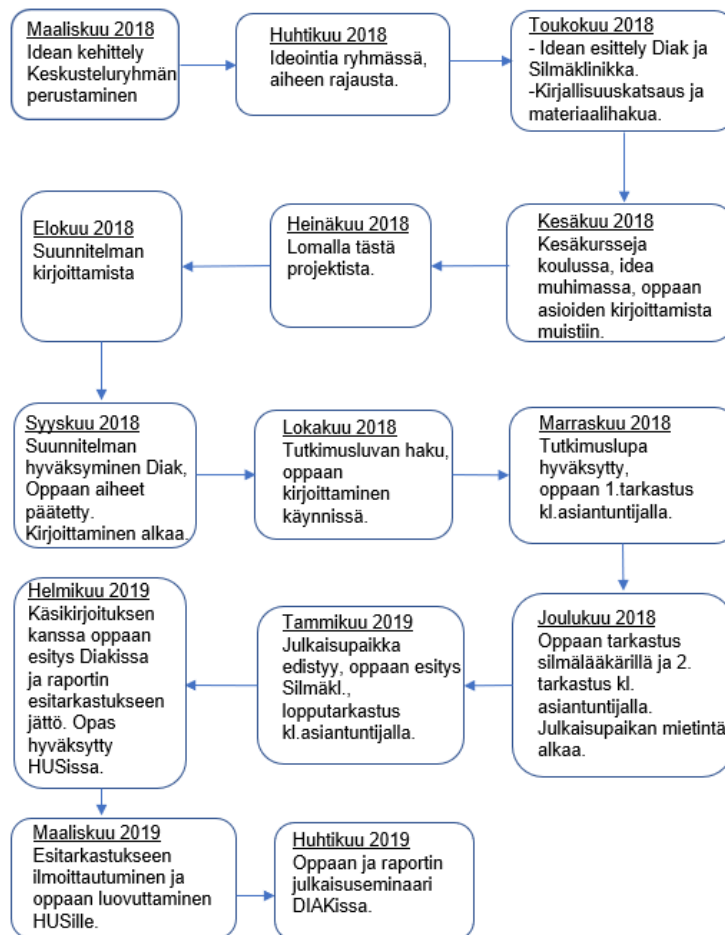 Maaliskuu 2018
Idean kehittely
Keskusteluryhmän
perustaminen
Huhtikuu 2018
Ideointia ryhmässä,
aiheen rajausta.
Toukokuu 2018
- Idean esittely Diak ja
Silmäklinikka.
-Kirjallisuuskatsaus ja
materiaalihakua.
Kesäkuu 2018
Kesäkursseja
koulussa, idea
muhimassa, oppaan
asioiden kirjoittamista
muistiin.
Heinäkuu 2018
Lomalla tästä
projektista.
Elokuu 2018
Suunnitelman
kirjoittamista
Syyskuu 2018
Suunnitelman
hyväksyminen Diak,
Oppaan aiheet
päätetty.
Kirjoittaminen alkaa.
Lokakuu 2018
Tutkimusluvan haku,
oppaan
kirjoittaminen
käynnissä.
Marraskuu 2018
Tutkimuslupa
hyväksytty,
oppaan 1.tarkastus
kl.asiantuntijalla.
Joulukuu 2018
Oppaan tarkastus
silmälääkärillä ja 2.
tarkastus kl.
asiantuntijalla.
Julkaisupaikan mietintä
alkaa.
Tammikuu 2019
Julkaisupaikka
edistyy, oppaan esitys
Silmäkl.,
lopputarkastus
kl.asiantuntijalla.
Helmikuu 2019
Käsikirjoituksen
kanssa oppaan
esitys Diakissa
ja raportin
esitarkastukseen
jättö. Opas
hyväksytty
HUSissa.
Maaliskuu 2019
Esitarkastukseen
ilmoittautuminen ja
oppaan luovuttaminen
HUSille.
Huhtikuu 2019
Oppaan ja raportin
julkaisuseminaari
DIAKissa.